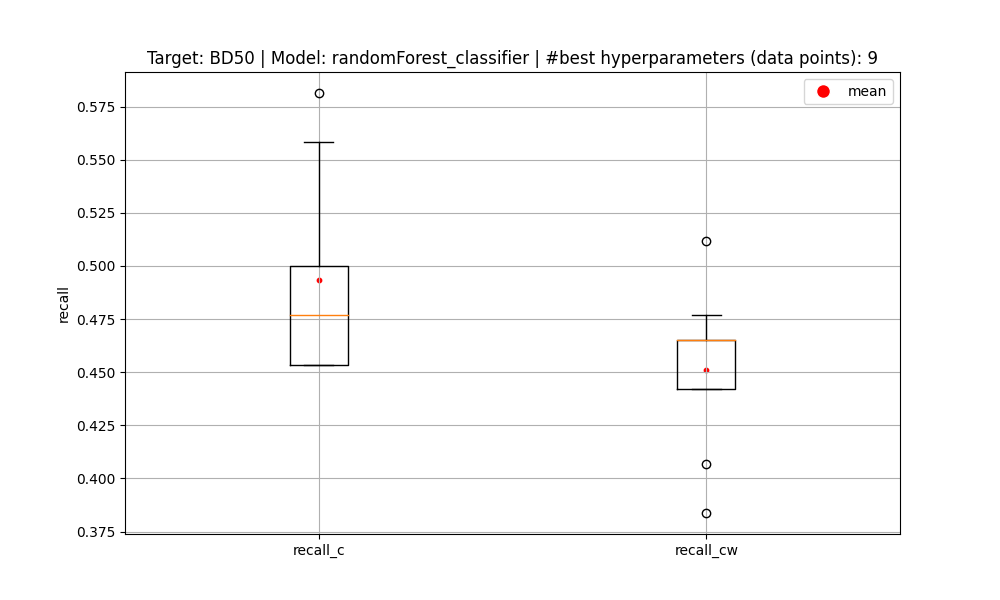 Target: BD50 | Model: randomForest_classifier | #best hyperparameters (data points): 9
mean
0.575
0.550
0.525
0.500
0.475
0.450
0.425
0.400
0.375
recall
recall_c
recall_cw